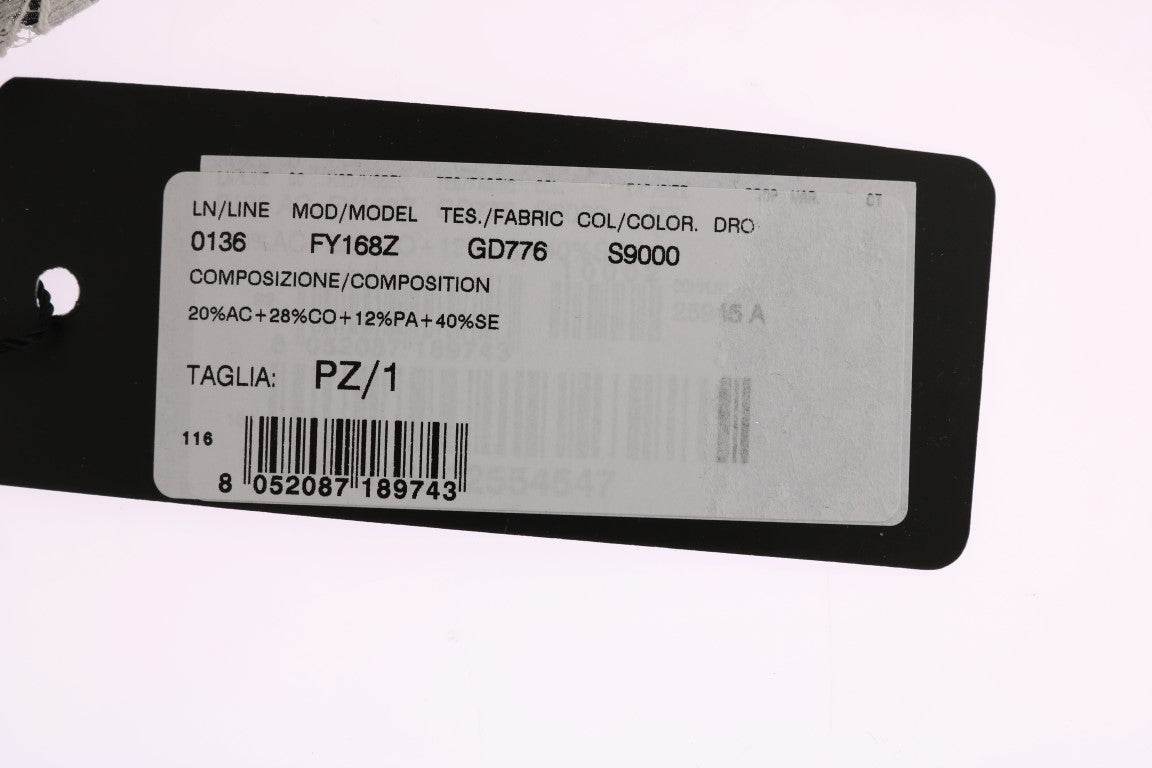 LN/LINE MOD/MODEL TES./FABRIC COL/COLOR. DRO
0136 FY168Z GD776 S9000
COMPOSIZIONE/COMPOSITION
20%AC+28%CO+12%PA+40%SE
TAGLIA: PZ/1
116
8 052087 189743